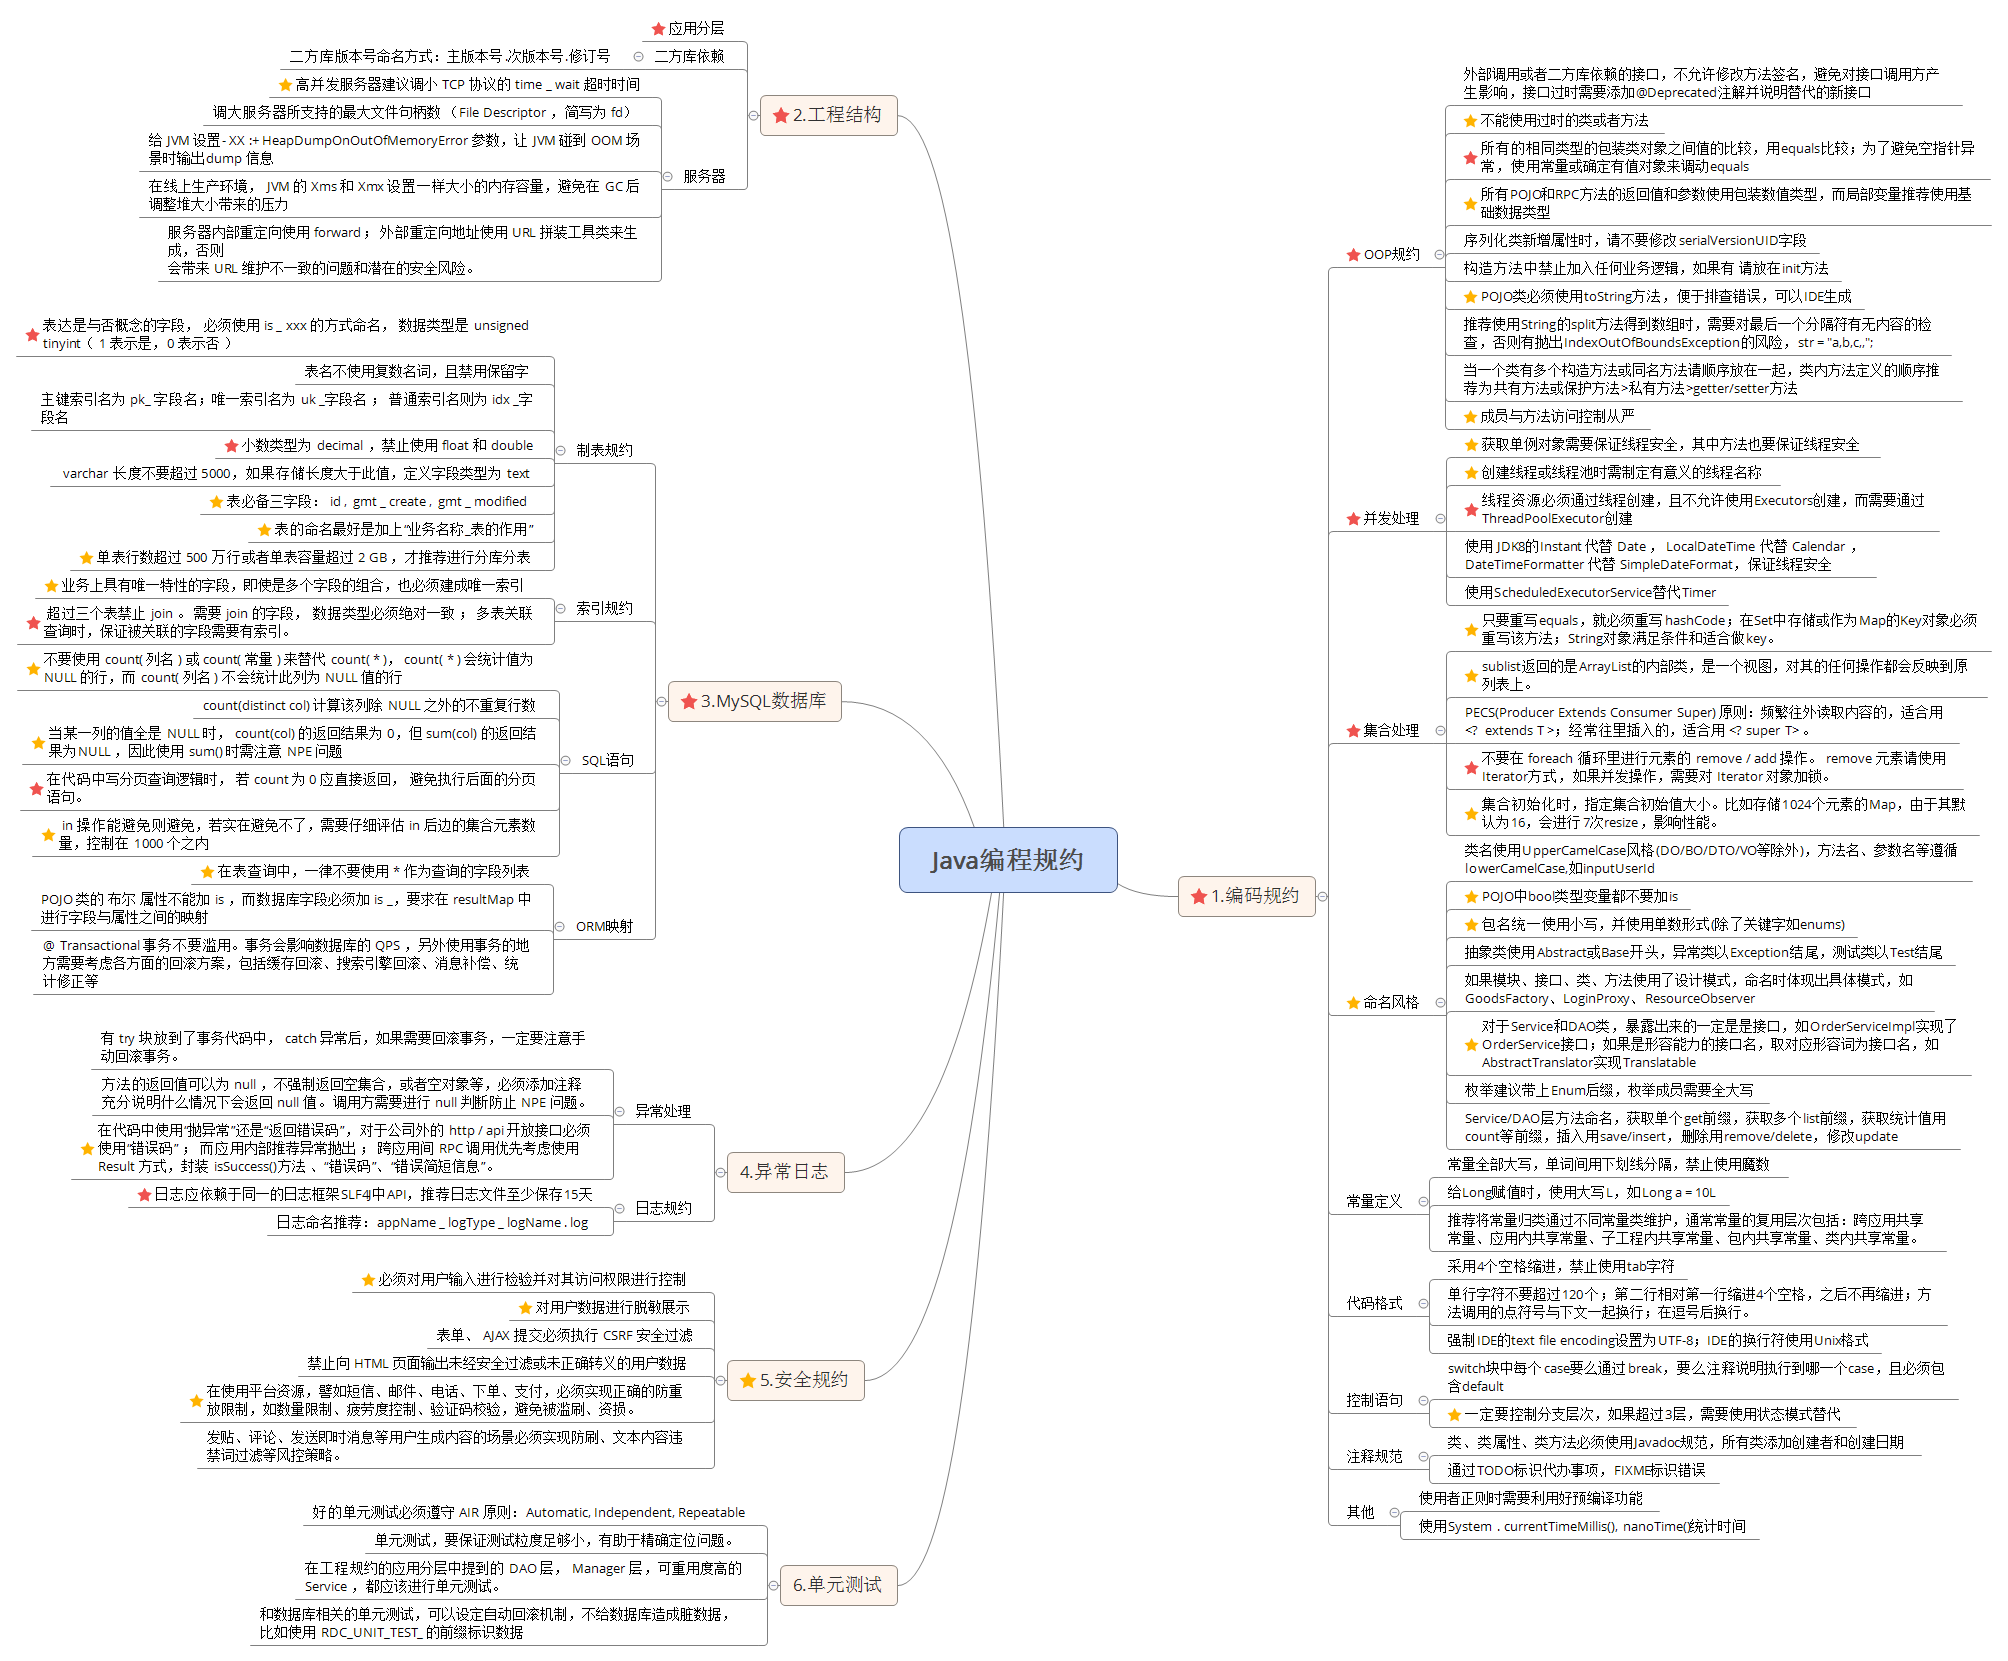 Java编程规约
1.编码规约
OOP规约
外部调用或者二方库依赖的接口，不允许修改方法签名，避免对接口调用方产
生影响，接口过时需要添加@Deprecated注解并说明替代的新接口
不能使用过时的类或者方法
所有的相同类型的包装类对象之间值的比较，用equals比较；为了避免空指针异
常，使用常量或确定有值对象来调动equals
所有POJO和RPC方法的返回值和参数使用包装数值类型，而局部变量推荐使用基
础数据类型
序列化类新增属性时，请不要修改serialVersionUID字段
构造方法中禁止加入任何业务逻辑，如果有 请放在init方法
POJO类必须使用toString方法，便于排查错误，可以IDE生成
推荐使用String的split方法得到数组时，需要对最后一个分隔符有无内容的检
查，否则有抛出IndexOutOfBoundsException的风险，str = "a,b,c,,";
当一个类有多个构造方法或同名方法请顺序放在一起，类内方法定义的顺序推
荐为共有方法或保护方法>私有方法>getter/setter方法
成员与方法访问控制从严
并发处理
获取单例对象需要保证线程安全，其中方法也要保证线程安全
创建线程或线程池时需制定有意义的线程名称
线程资源必须通过线程创建，且不允许使用Executors创建，而需要通过
ThreadPoolExecutor创建
使用 JDK8的Instant 代替 Date ， LocalDateTime 代替 Calendar ，
DateTimeFormatter 代替 SimpleDateFormat，保证线程安全
使用ScheduledExecutorService替代Timer
集合处理
只要重写equals，就必须重写hashCode；在Set中存储或作为Map的Key对象必须
重写该方法；String对象满足条件和适合做key。
sublist返回的是ArrayList的内部类，是一个视图，对其的任何操作都会反映到原
列表上。
PECS(Producer Extends Consumer Super) 原则：频繁往外读取内容的，适合用
<? extends T >；经常往里插入的，适合用 <? super T> 。
不要在 foreach 循环里进行元素的 remove / add 操作。 remove 元素请使用
Iterator方式，如果并发操作，需要对 Iterator 对象加锁。
集合初始化时，指定集合初始值大小。比如存储1024个元素的Map，由于其默
认为16，会进行7次resize，影响性能。
命名风格
类名使用UpperCamelCase风格(DO/BO/DTO/VO等除外)，方法名、参数名等遵循
lowerCamelCase,如inputUserId
POJO中bool类型变量都不要加is
包名统一使用小写，并使用单数形式(除了关键字如enums)
抽象类使用Abstract或Base开头，异常类以Exception结尾，测试类以Test结尾
如果模块、接口、类、方法使用了设计模式，命名时体现出具体模式，如
GoodsFactory、LoginProxy、ResourceObserver
对于Service和DAO类，暴露出来的一定是是接口，如OrderServiceImpl实现了
OrderService接口；如果是形容能力的接口名，取对应形容词为接口名，如
AbstractTranslator实现Translatable
枚举建议带上Enum后缀，枚举成员需要全大写
Service/DAO层方法命名，获取单个get前缀，获取多个list前缀，获取统计值用
count等前缀，插入用save/insert，删除用remove/delete，修改update
常量定义
常量全部大写，单词间用下划线分隔，禁止使用魔数
给Long赋值时，使用大写L，如Long a = 10L
推荐将常量归类通过不同常量类维护，通常常量的复用层次包括：跨应用共享
常量、应用内共享常量、子工程内共享常量、包内共享常量、类内共享常量。
代码格式
采用4个空格缩进，禁止使用tab字符
单行字符不要超过120个；第二行相对第一行缩进4个空格，之后不再缩进；方
法调用的点符号与下文一起换行；在逗号后换行。
强制IDE的text file encoding设置为UTF-8；IDE的换行符使用Unix格式
控制语句
switch块中每个case要么通过break，要么注释说明执行到哪一个case，且必须包
含default
一定要控制分支层次，如果超过3层，需要使用状态模式替代
注释规范
类、类属性、类方法必须使用Javadoc规范，所有类添加创建者和创建日期
通过TODO标识代办事项，FIXME标识错误
其他
使用者正则时需要利用好预编译功能
使用System . currentTimeMillis(), nanoTime()统计时间
2.工程结构
应用分层
二方库依赖
二方库版本号命名方式：主版本号.次版本号.修订号
服务器
高并发服务器建议调小 TCP 协议的 time _ wait 超时时间
调大服务器所支持的最大文件句柄数 （File Descriptor ，简写为 fd）
给 JVM 设置- XX :+ HeapDumpOnOutOfMemoryError 参数，让 JVM 碰到 OOM 场
景时输出dump 信息
在线上生产环境， JVM 的 Xms 和 Xmx 设置一样大小的内存容量，避免在 GC 后
调整堆大小带来的压力
服务器内部重定向使用 forward ；外部重定向地址使用 URL 拼装工具类来生
成，否则
会带来 URL 维护不一致的问题和潜在的安全风险。
3.MySQL数据库
制表规约
表达是与否概念的字段， 必须使用 is _ xxx 的方式命名， 数据类型是 unsigned
tinyint（ 1 表示是，0 表示否 ）
表名不使用复数名词，且禁用保留字
主键索引名为 pk_ 字段名；唯一索引名为 uk _字段名 ； 普通索引名则为 idx _字
段名
小数类型为 decimal ，禁止使用 float 和 double
varchar 长度不要超过 5000，如果存储长度大于此值，定义字段类型为 text
表必备三字段： id , gmt _ create , gmt _ modified
表的命名最好是加上“业务名称_表的作用”
单表行数超过 500 万行或者单表容量超过 2 GB ，才推荐进行分库分表
索引规约
业务上具有唯一特性的字段，即使是多个字段的组合，也必须建成唯一索引
超过三个表禁止 join 。需要 join 的字段， 数据类型必须绝对一致 ； 多表关联
查询时，保证被关联的字段需要有索引。
SQL语句
不要使用 count( 列名 ) 或 count( 常量 ) 来替代 count( * )， count( * ) 会统计值为
NULL 的行，而 count( 列名 ) 不会统计此列为 NULL 值的行
count(distinct col) 计算该列除 NULL 之外的不重复行数
当某一列的值全是 NULL 时， count(col) 的返回结果为 0，但 sum(col) 的返回结
果为NULL ，因此使用 sum() 时需注意 NPE 问题
在代码中写分页查询逻辑时， 若 count 为 0 应直接返回， 避免执行后面的分页
语句。
in 操作能避免则避免，若实在避免不了，需要仔细评估 in 后边的集合元素数
量，控制在 1000 个之内
ORM映射
在表查询中，一律不要使用 * 作为查询的字段列表
POJO 类的 布尔 属性不能加 is ，而数据库字段必须加 is _，要求在 resultMap 中
进行字段与属性之间的映射
@ Transactional 事务不要滥用。事务会影响数据库的 QPS ，另外使用事务的地
方需要考虑各方面的回滚方案，包括缓存回滚、搜索引擎回滚、消息补偿、统
计修正等
4.异常日志
异常处理
有 try 块放到了事务代码中， catch 异常后，如果需要回滚事务，一定要注意手
动回滚事务。
方法的返回值可以为 null ，不强制返回空集合，或者空对象等，必须添加注释
充分说明什么情况下会返回 null 值。调用方需要进行 null 判断防止 NPE 问题。
在代码中使用“抛异常”还是“返回错误码”，对于公司外的 http / api 开放接口必须
使用“错误码” ； 而应用内部推荐异常抛出 ； 跨应用间 RPC 调用优先考虑使用
Result 方式，封装 isSuccess()方法 、“错误码”、“错误简短信息”。
日志规约
日志应依赖于同一的日志框架SLF4J中API，推荐日志文件至少保存15天
日志命名推荐：appName _ logType _ logName . log
5.安全规约
必须对用户输入进行检验并对其访问权限进行控制
对用户数据进行脱敏展示
表单、 AJAX 提交必须执行 CSRF 安全过滤
禁止向 HTML 页面输出未经安全过滤或未正确转义的用户数据
在使用平台资源，譬如短信、邮件、电话、下单、支付，必须实现正确的防重
放限制，如数量限制、疲劳度控制、验证码校验，避免被滥刷、资损。
发贴、评论、发送即时消息等用户生成内容的场景必须实现防刷、文本内容违
禁词过滤等风控策略。
6.单元测试
好的单元测试必须遵守 AIR 原则：Automatic, Independent, Repeatable
单元测试，要保证测试粒度足够小，有助于精确定位问题。
在工程规约的应用分层中提到的 DAO 层， Manager 层，可重用度高的
Service ，都应该进行单元测试。
和数据库相关的单元测试，可以设定自动回滚机制，不给数据库造成脏数据，
比如使用 RDC_UNIT_TEST_ 的前缀标识数据